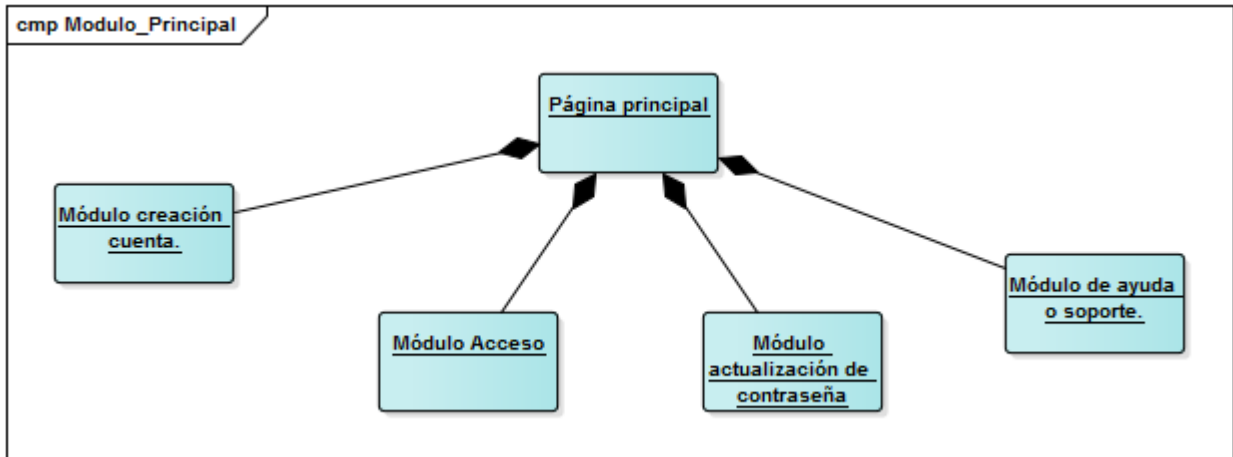 cmp Modulo_Principal
Página principal
Módulo creación
cuenta.
Módulo Acceso
Módulo
actualización de
contraseña
Módulo de ayuda
o soporte.